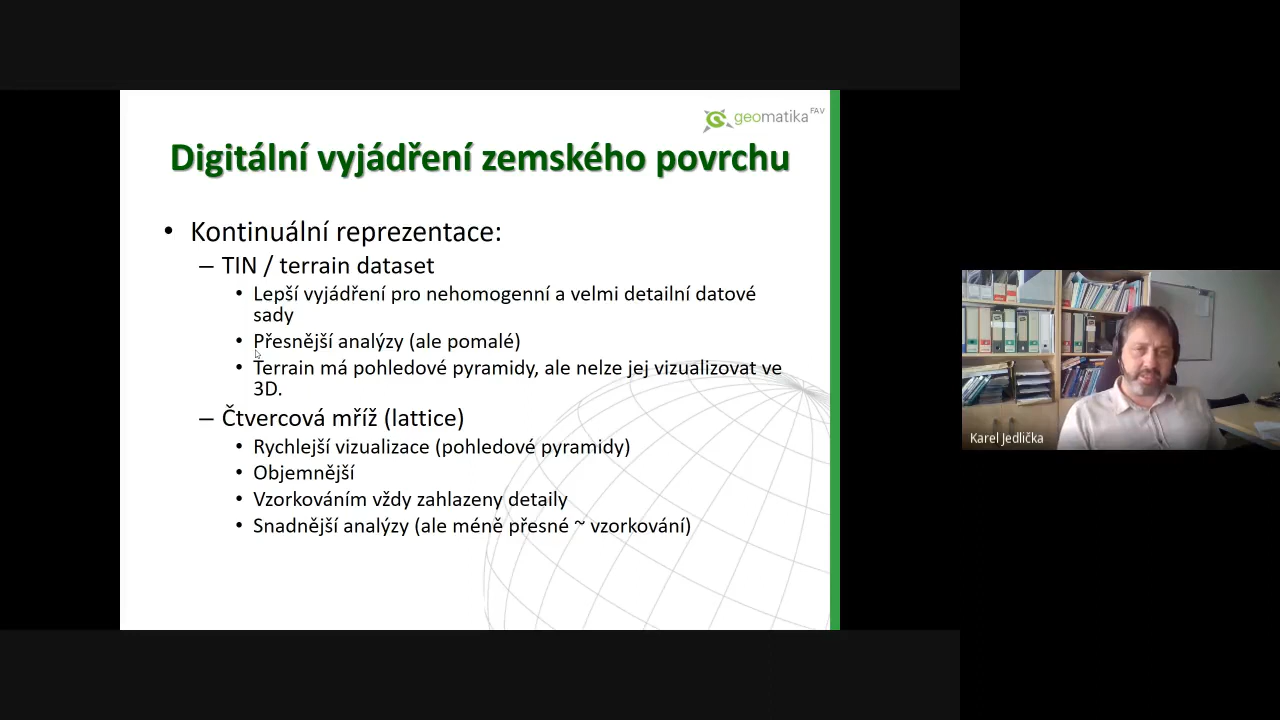 geomatika FAV
Digitální vyjádření zemského povrchu
• Kontinuální reprezentace:
– TIN / terrain dataset
• Lepší vyjádření pro nehomogenní a velmi detailní datové
sady
• Přesnější analýzy (ale pomalé)
• Terrain má pohledové pyramidy, ale nelze jej vizualizovat ve
3D.
– Čtvercová mříž (lattice)
• Rychlejší vizualizace (pohledové pyramidy)
• Objemnější
• Vzorkováním vždy zahlazeny detaily
• Snadnější analýzy (ale méně přesné ~ vzorkování)
Karel Jedlička